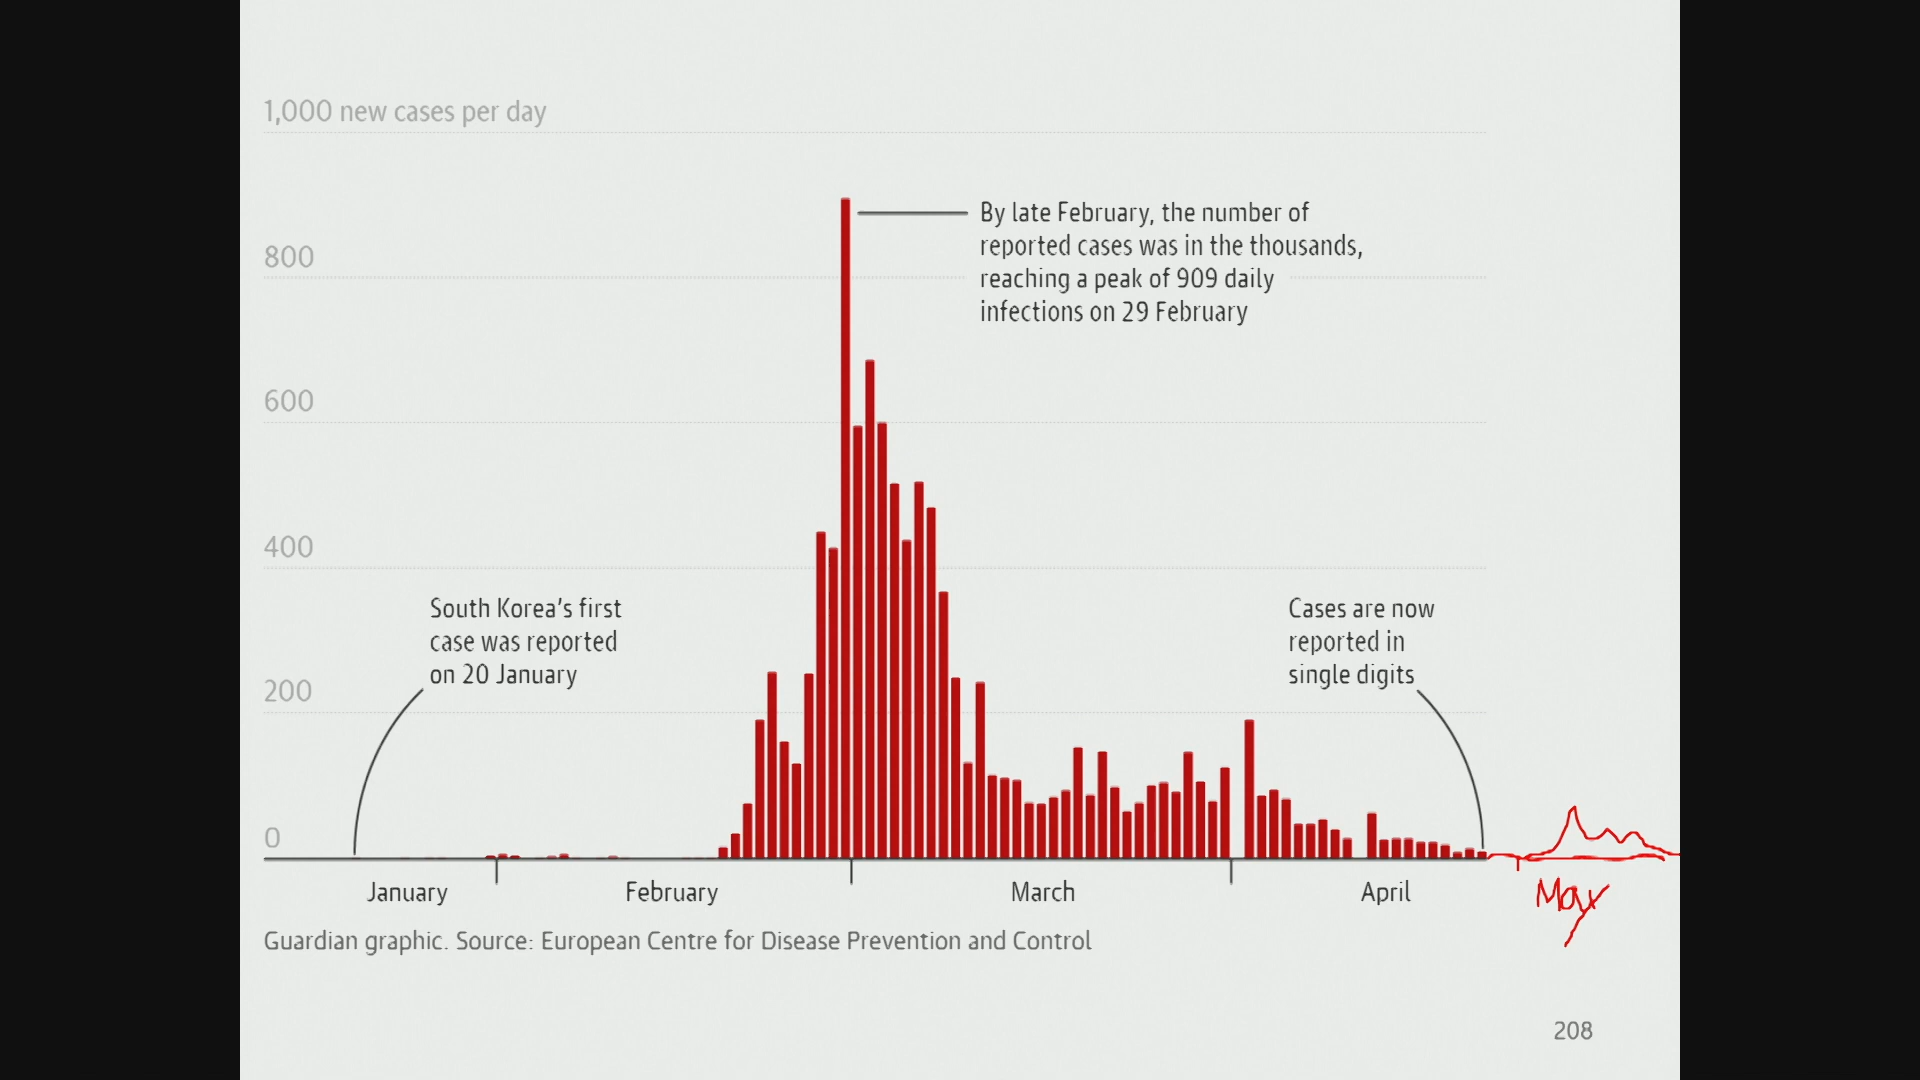 1,000 new cases per day
By late February, the number of
reported cases was in the thousands,
reaching a peak of 909 daily
infections on 29 February
800
600
400
South Korea's first
case was reported
on 20 January
Cases are now
reported in
single digits
200
0
January February March April May
Guardian graphic. Source: European Centre for Disease Prevention and Control
208